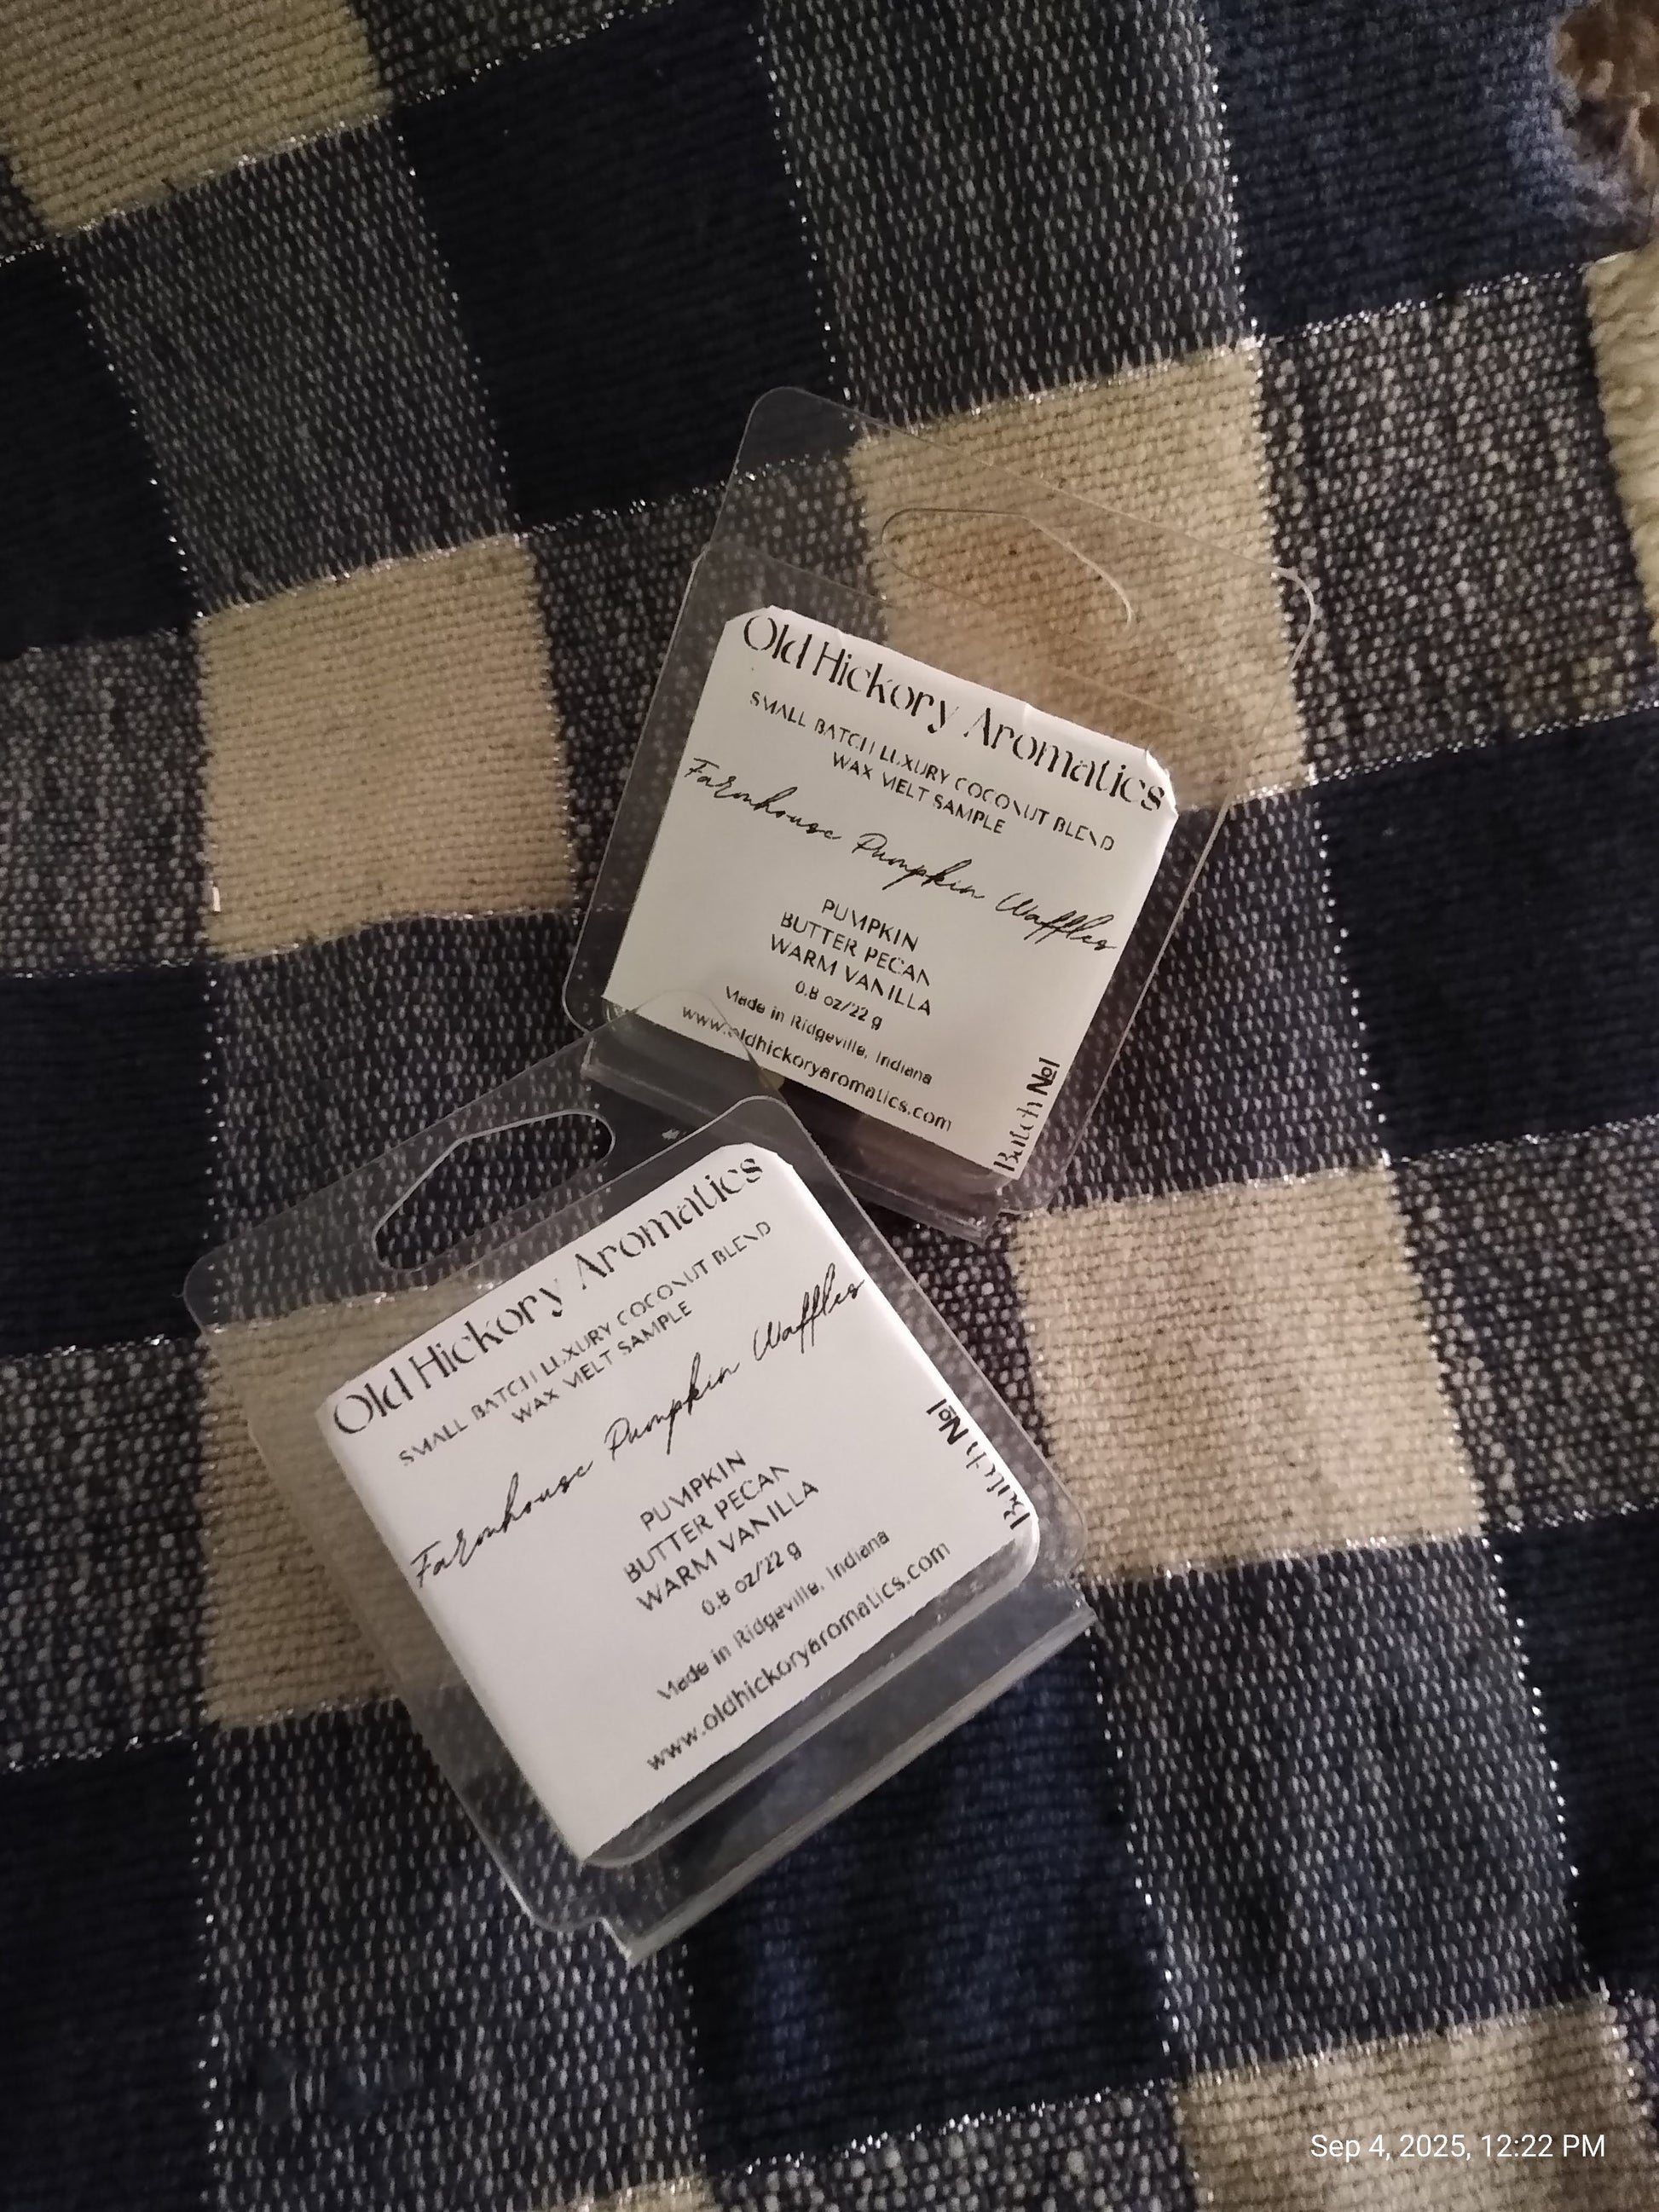 Old Hickory Aromatics
SMALL BATCH LUXURY COCONUT BLEND
WAX MELT SAMPLE
Farmhouse Pumpkin Waffles
PUMPKIN
BUTTER PECAN
WARM VANILLA
0.8 oz/22 g
Made in Ridgeville, Indiana
www.oldhickoryaromatics.com
Batch №1
Old Hickory Aromatics
SMALL BATCH LUXURY COCONUT BLEND
WAX MELT SAMPLE
Farmhouse Pumpkin Waffles
PUMPKIN
BUTTER PECAN
WARM VANILLA
0.8 oz/22 g
Made in Ridgeville, Indiana
www.oldhickoryaromatics.com
Batch №1
Sep 4, 2025, 12:22 PM